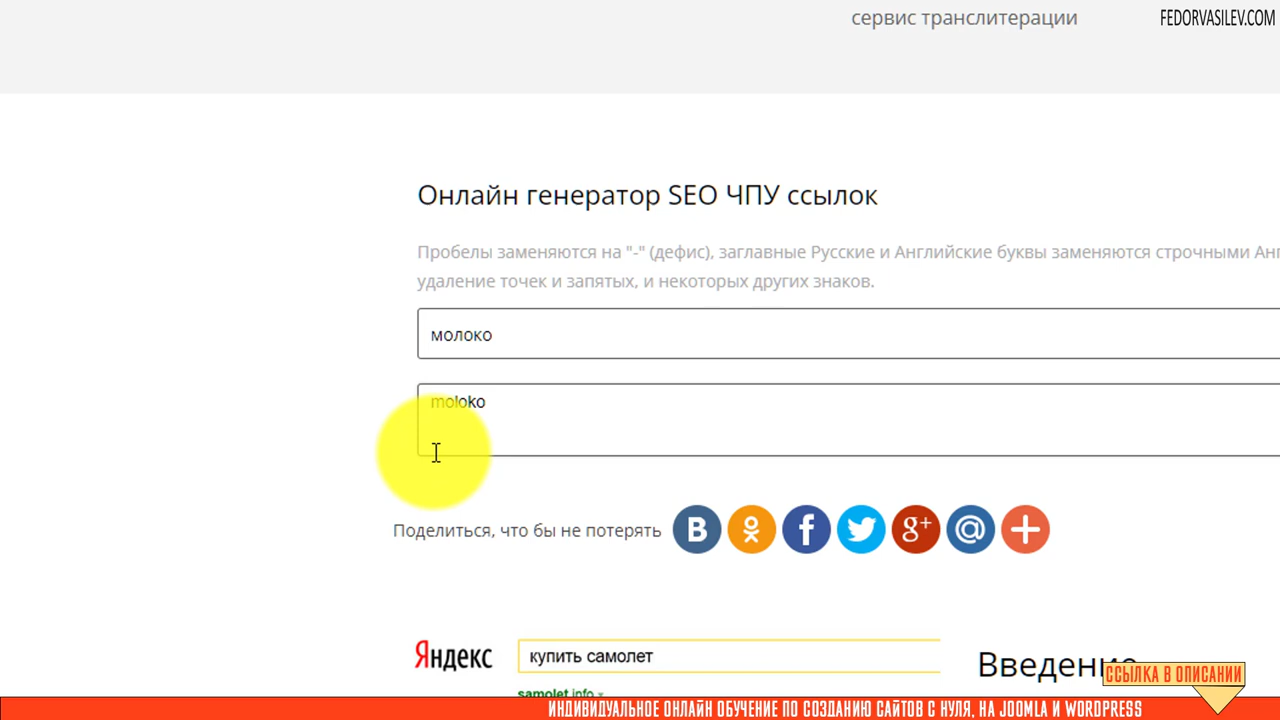 сервис транслитерации
FEDORVASILEV.COM
Онлайн генератор SEO ЧПУ ссылок
Пробелы заменяются на "-" (дефис), заглавные Русские и Английские буквы заменяются строчными
удаление точек и запятых, и некоторых других знаков.
молоко
moloko
Поделиться, что бы не потерять
Яндекс
купить самолет
samolet.info
Введение
ССЫЛКА В ОПИСАНИИ
ИНДИВИДУАЛЬНОЕ ОНЛАЙН ОБУЧЕНИЕ ПО СОЗДАНИЮ САЙТОВ С НУЛЯ, НА JOOMLA И WORDPRESS